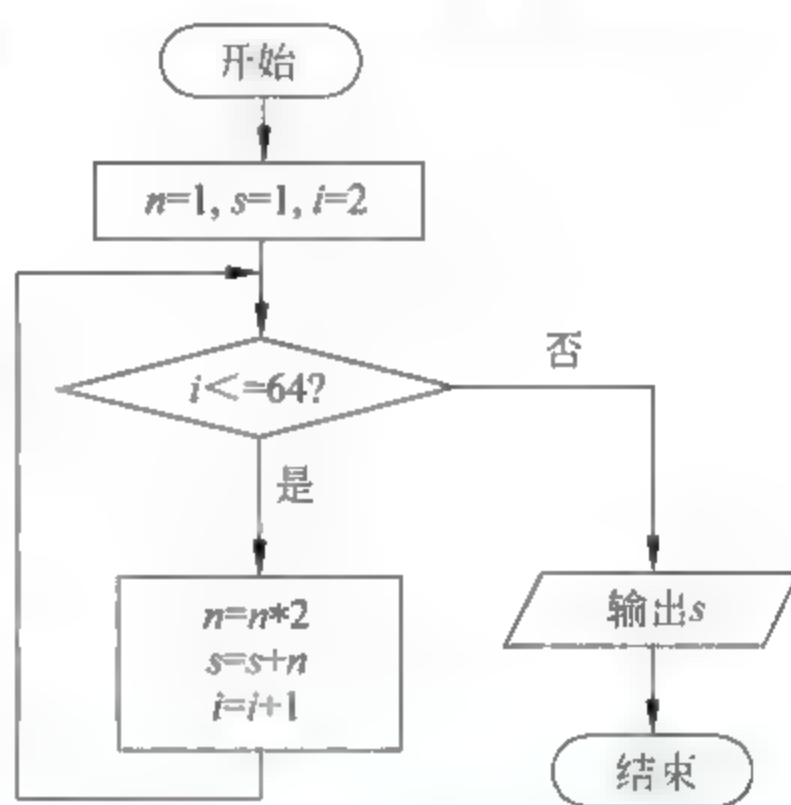 开始
n=1, s=1, i=2
i<=64?
否
是
n=n*2
s=s+n
i=i+1
输出s
结束